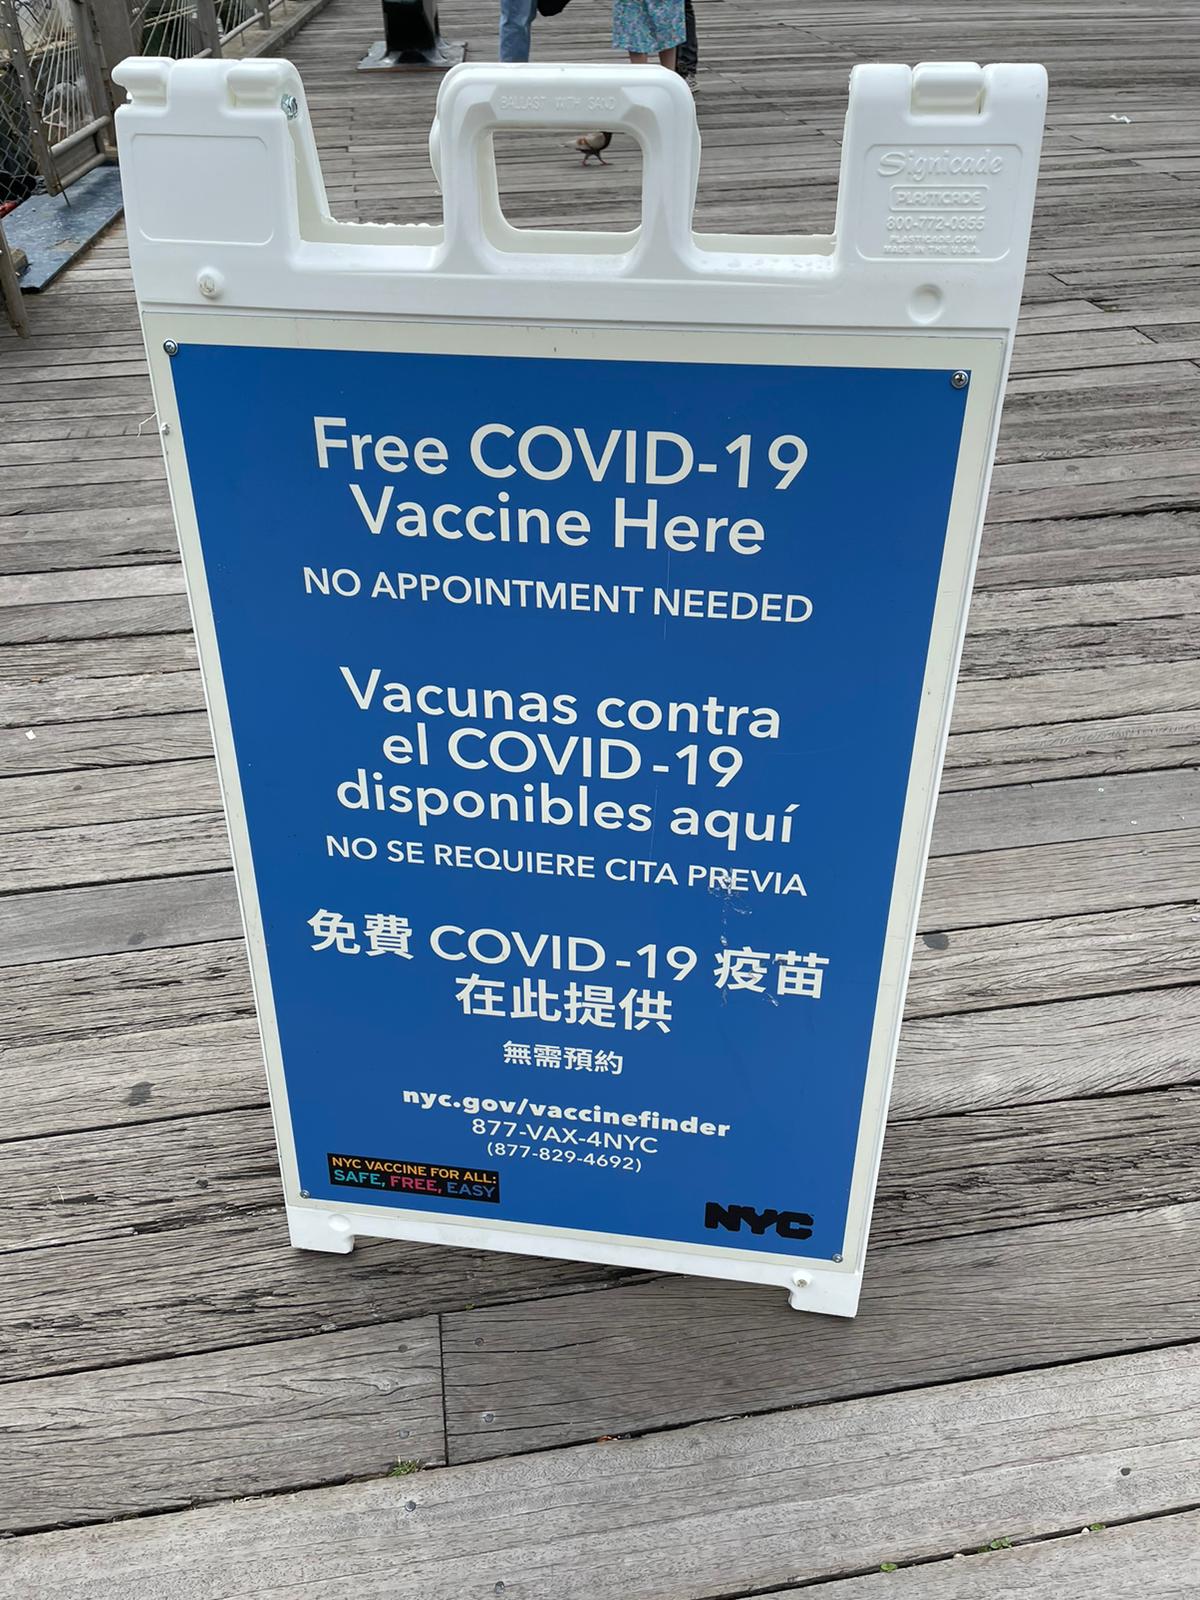 BALLAST WITH SAND
Signicade
PLASTICADE
800-772-0355
PLASTICADE.COM
MADE IN THE U.S.A.
Free COVID-19
Vaccine Here
NO APPOINTMENT NEEDED
Vacunas contra
el COVID-19
disponibles aquí
NO SE REQUIERE CITA PREVIA
免費 COVID-19 疫苗
在此提供
無需預約
nyc.gov/vaccinefinder
877-VAX-4NYC
(877-829-4692)
NYC VACCINE FOR ALL:
SAFE, FREE, EASY
NYC